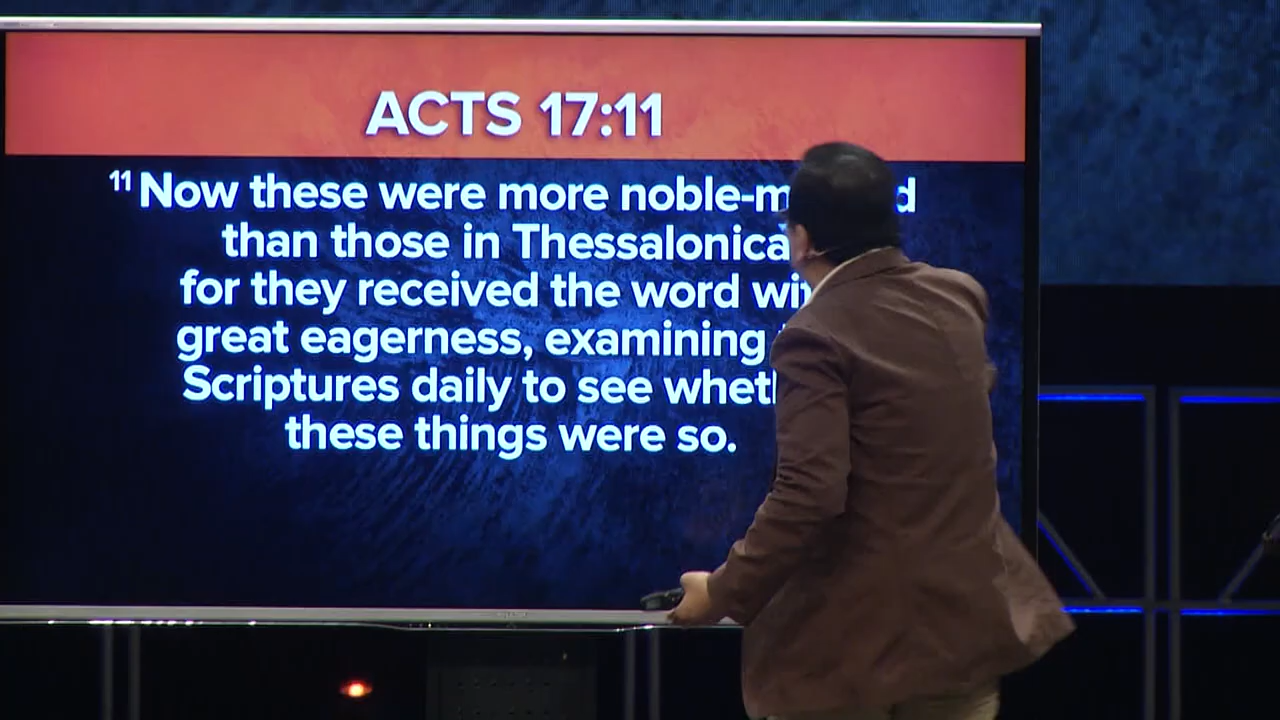 ACTS 17:11
11 Now these were more
than those in Thessalonica
for they received the word
great eagerness, examining
Scriptures daily to see
these things were so.